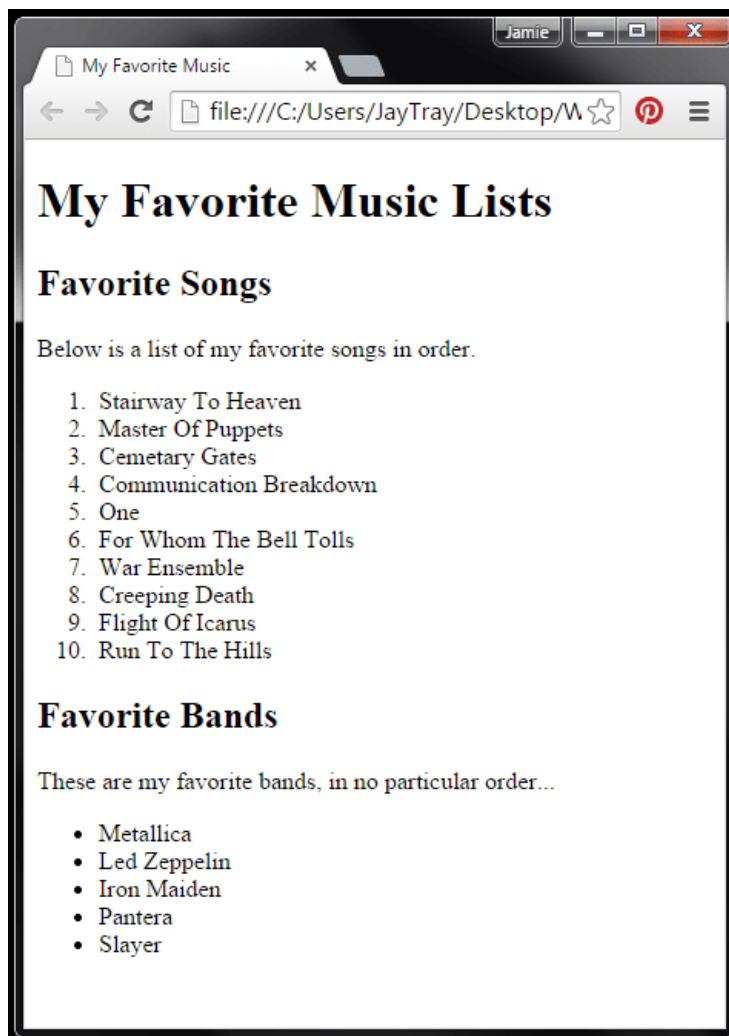 Jamie
My Favorite Music
file:///C:/Users/JayTray/Desktop/W
My Favorite Music Lists
Favorite Songs
Below is a list of my favorite songs in order.
1. Stairway To Heaven
2. Master Of Puppets
3. Cemetary Gates
4. Communication Breakdown
5. One
6. For Whom The Bell Tolls
7. War Ensemble
8. Creeping Death
9. Flight Of Icarus
10. Run To The Hills
Favorite Bands
These are my favorite bands, in no particular order...
• Metallica
• Led Zeppelin
• Iron Maiden
• Pantera
• Slayer